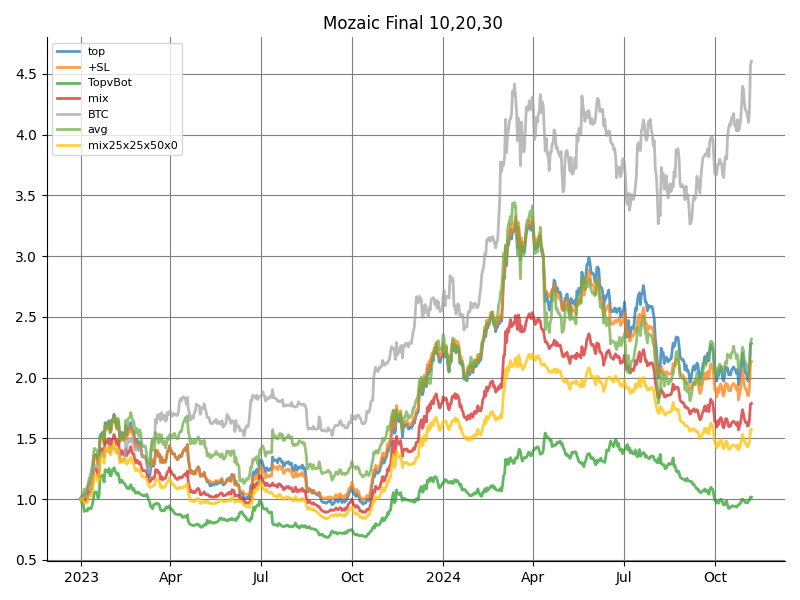 Mozaic Final 10,20,30
top
+SL
TopvBot
mix
BTC
avg
mix25x25x50x0
4.5
4.0
3.5
3.0
2.5
2.0
1.5
1.0
0.5
2023
Apr
Jul
Oct
2024
Apr
Jul
Oct